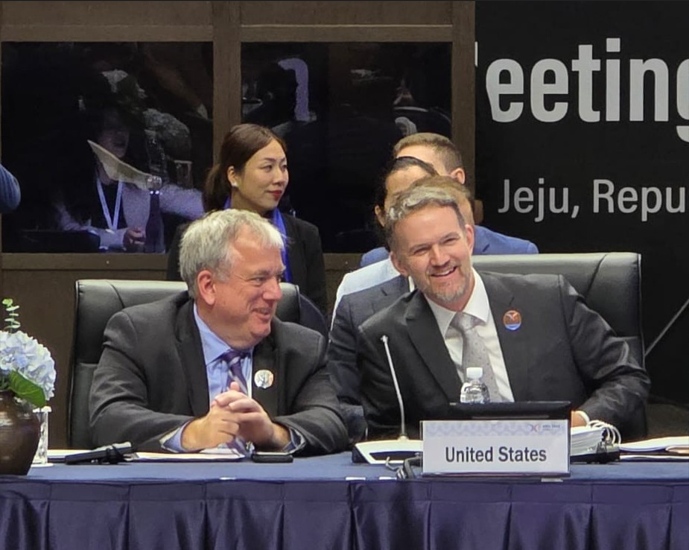 eeting
Jeju, Repu
United States